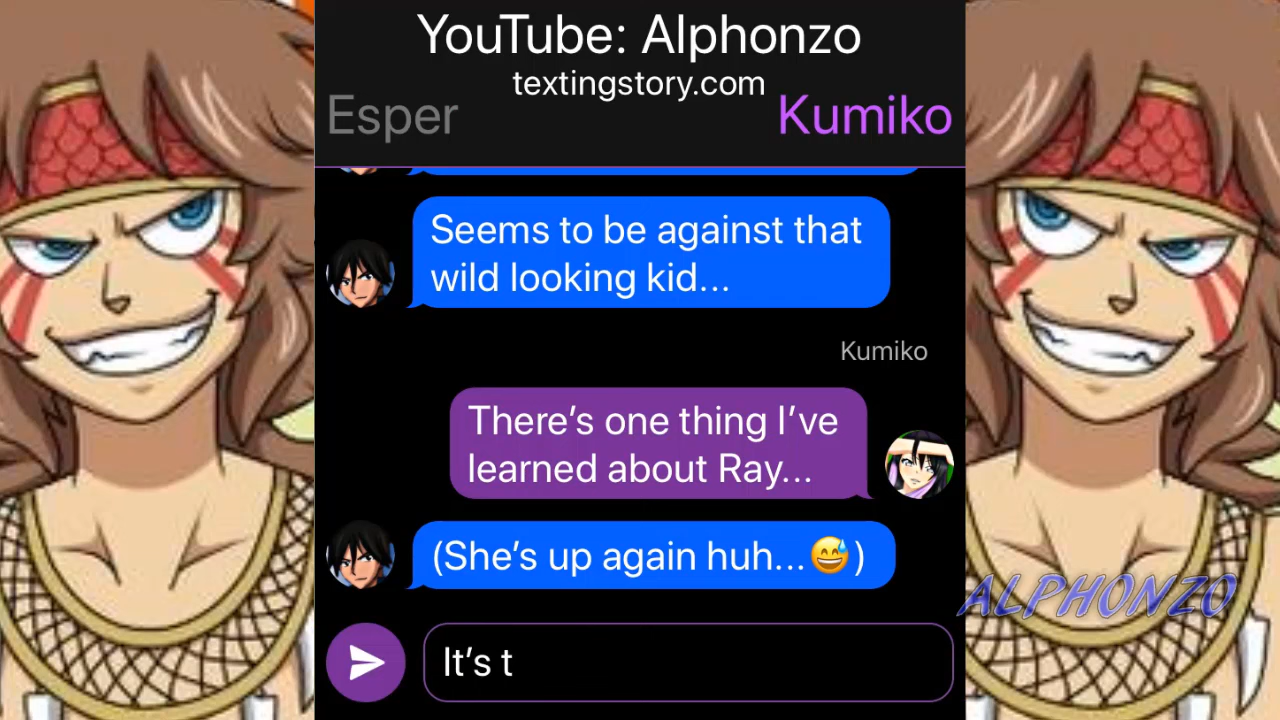 YouTube: Alphonzo
textingstory.com
Esper
Kumiko
Seems to be against that
wild looking kid...
Kumiko
There’s one thing I’ve
learned about Ray...
(She’s up again huh...😅)
It’s t
ALPHONZO